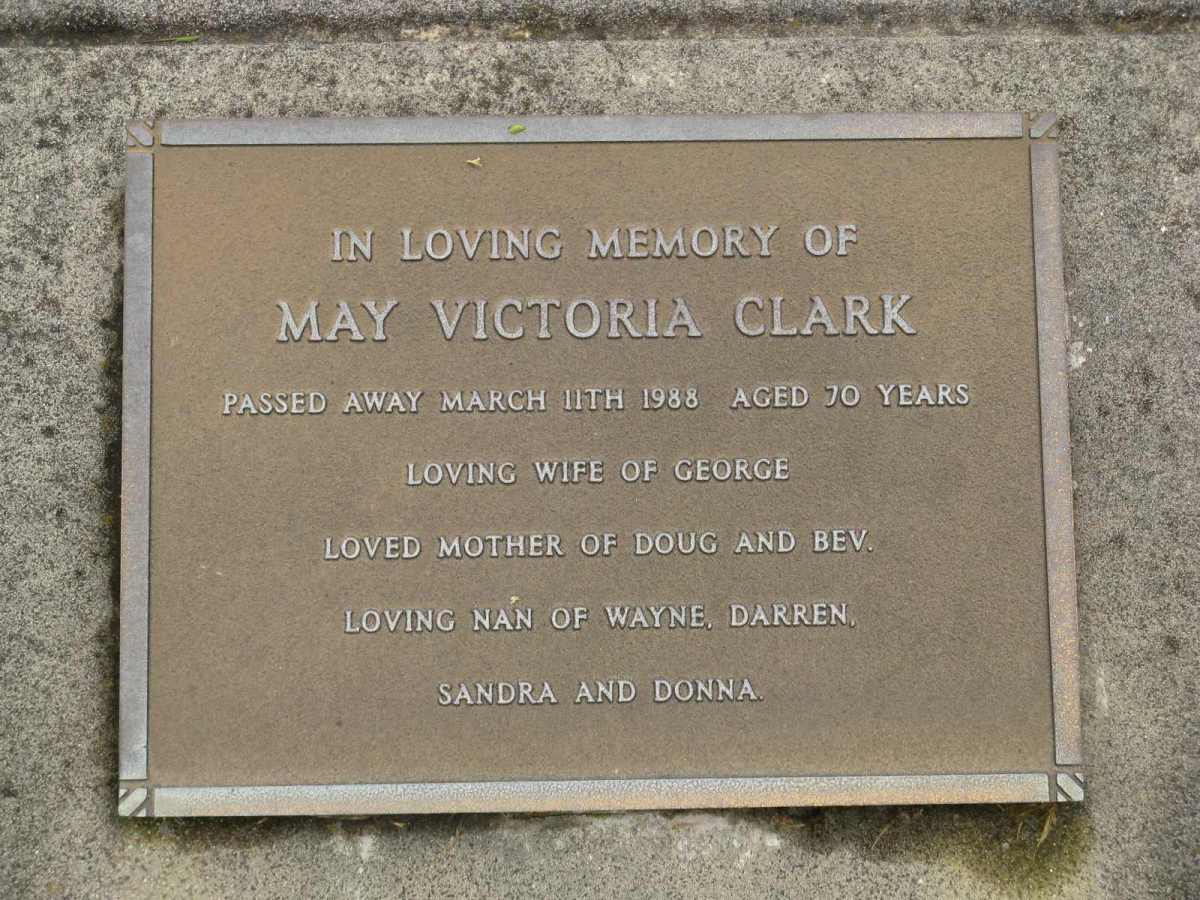 IN LOVING MEMORY OF
MAY VICTORIA CLARK
PASSED AWAY MARCH 11TH 1988 AGED 70 YEARS
LOVING WIFE OF GEORGE
LOVED MOTHER OF DOUG AND BEV.
LOVING NAN OF WAYNE, DARREN,
SANDRA AND DONNA.